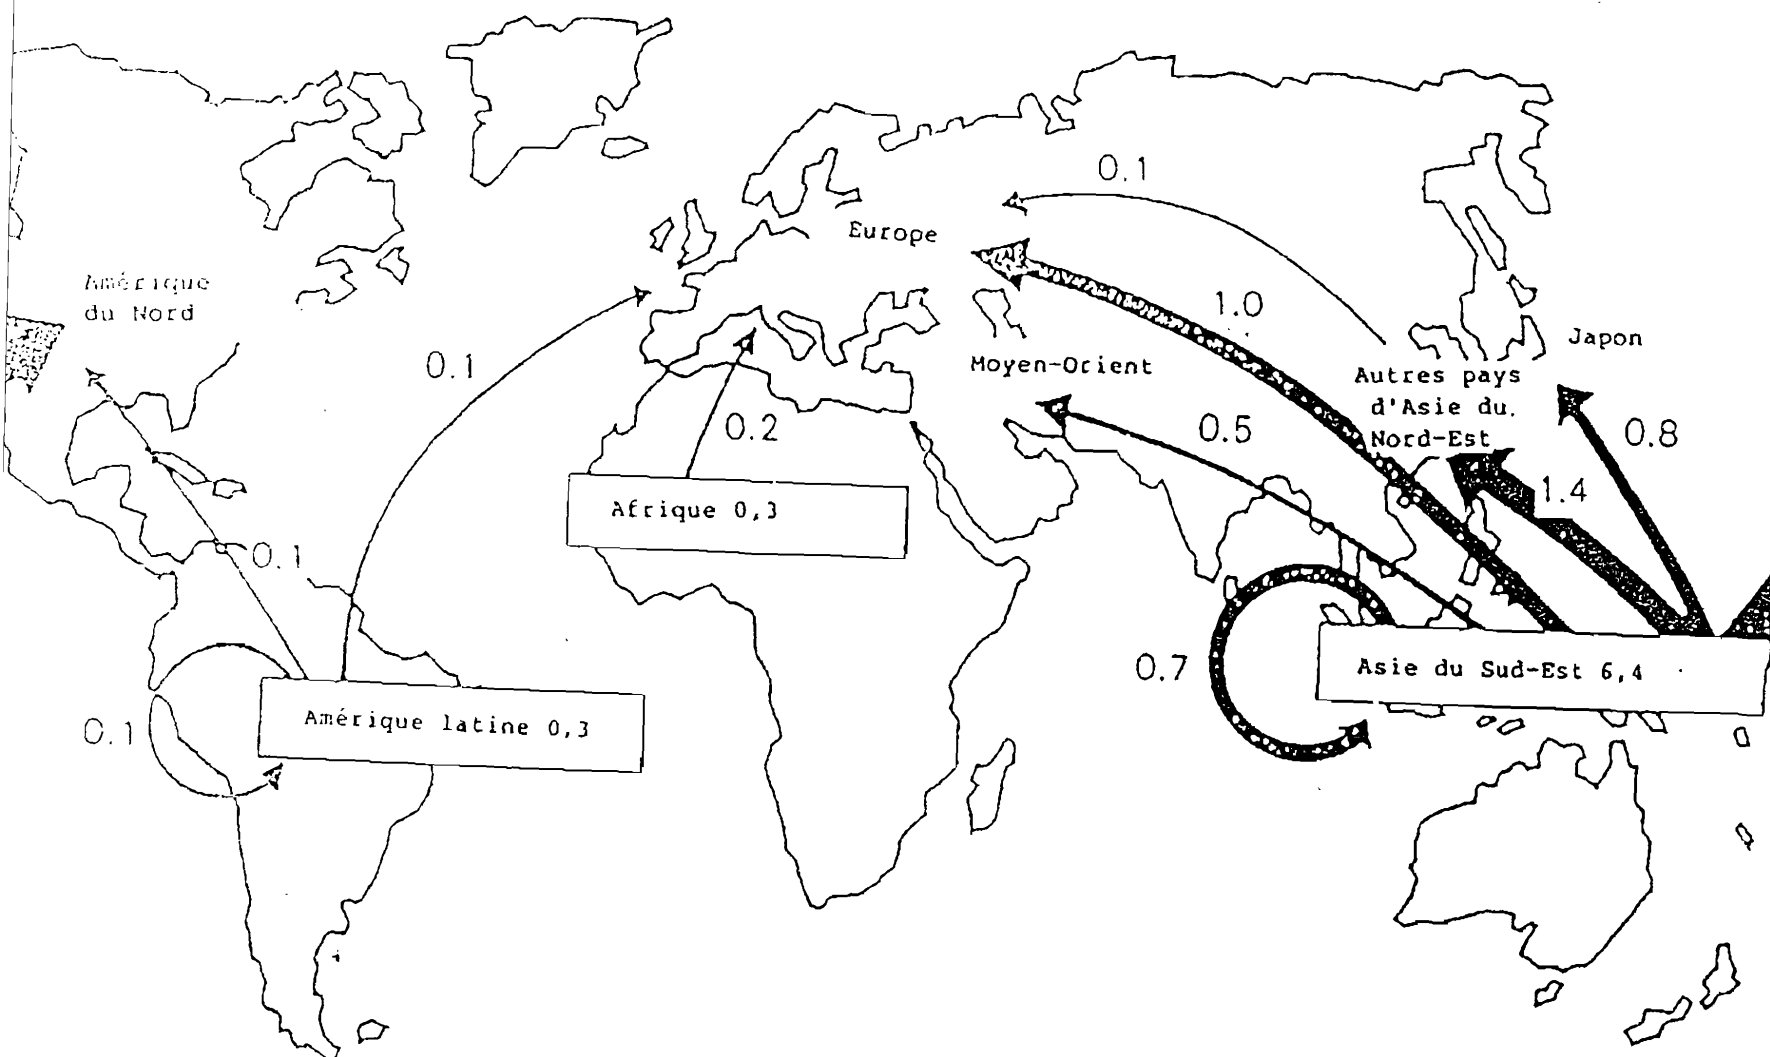 0.1
Europe
Amérique
du Nord
1.0
Japon
0.1
Moyen-Orient
Autres pays
d'Asie du.
Nord-Est
0.2
0.5
0.8
1.4
Afrique 0,3
0.1
0.7
Asie du Sud-Est 6,4
Amérique latine 0,3
0.1